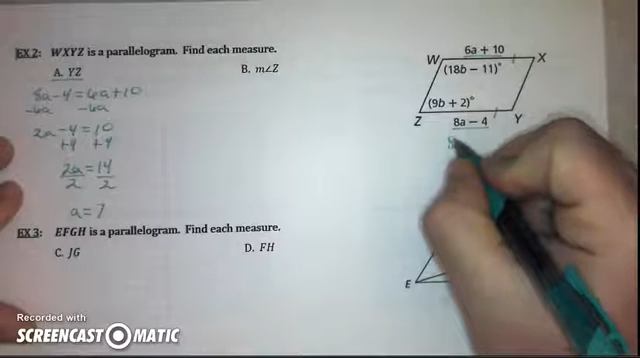 EX 2: WXYZ is a parallelogram. Find each measure.
A. YZ
B. m∠Z
8a-4 = 6a+10
-6a -6a
2a-4=10
+4 +4
2a = 14
2 2
a = 7
W
6a + 10
X
(18b − 11)°
(9b + 2)°
Z
8a − 4
Y
8
EX 3: EFGH is a parallelogram. Find each measure.
C. JG
D. FH
E
Recorded with
SCREENCAST O MATIC